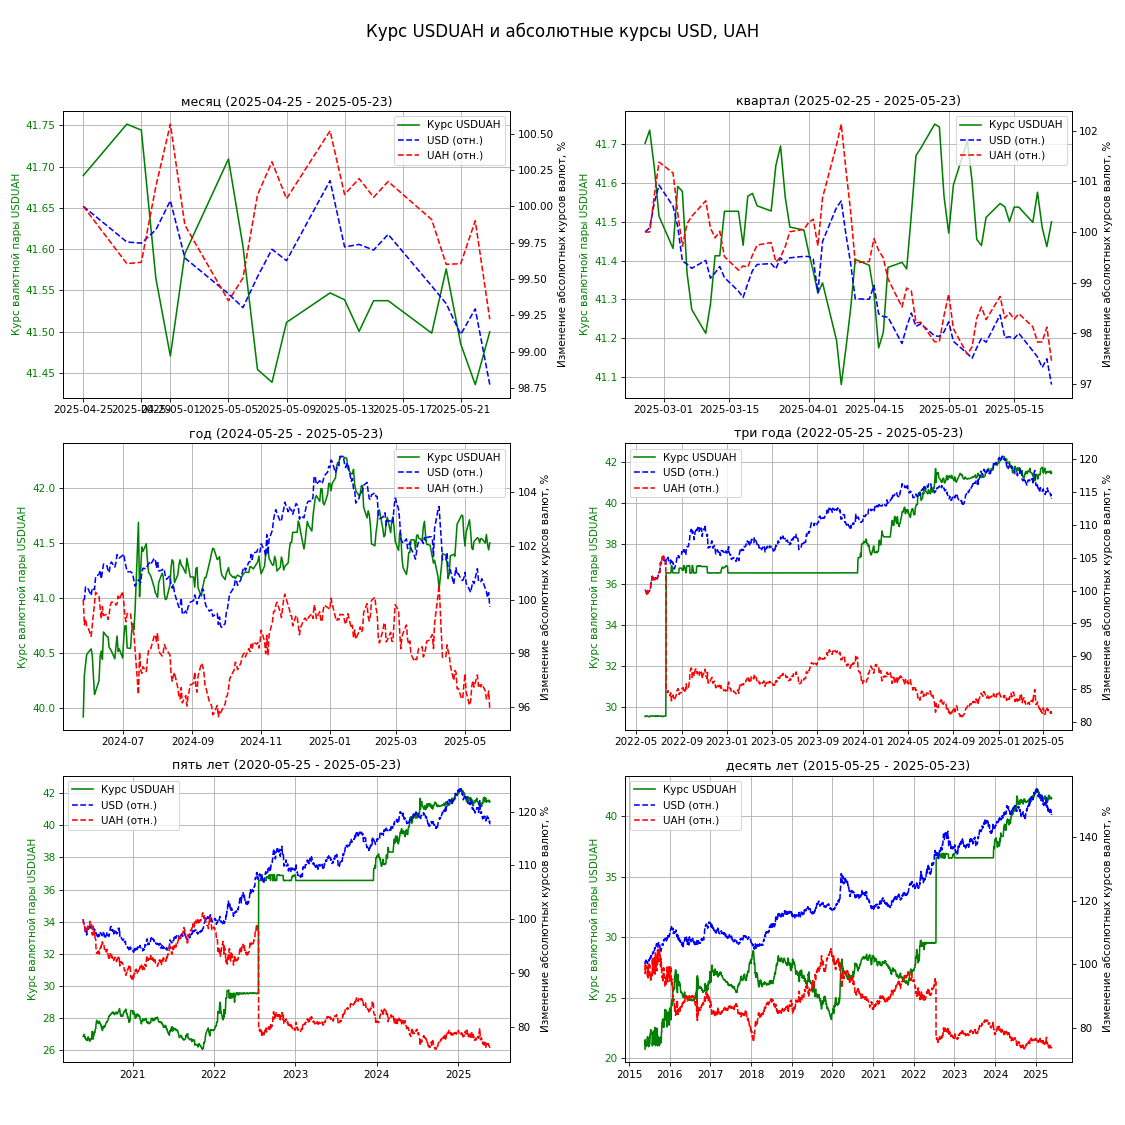 Курс USDUAH и абсолютные курсы USD, UAH
месяц (2025-04-25 - 2025-05-23)
Курс валютной пары USDUAH
41.75
41.70
41.65
41.60
41.55
41.50
41.45
Курс USDUAH
USD (отн.)
UAH (отн.)
100.50
100.25
100.00
99.75
99.50
99.25
99.00
98.75
Изменение абсолютных курсов валют, %
2025-04-25 2025-04-29 2025-05-01 2025-05-05 2025-05-09 2025-05-13 2025-05-17 2025-05-21
квартал (2025-02-25 - 2025-05-23)
Курс валютной пары USDUAH
41.7
41.6
41.5
41.4
41.3
41.2
41.1
Курс USDUAH
USD (отн.)
UAH (отн.)
102
101
100
99
98
97
Изменение абсолютных курсов валют, %
2025-03-01 2025-03-15 2025-04-01 2025-04-15 2025-05-01 2025-05-15
год (2024-05-25 - 2025-05-23)
Курс валютной пары USDUAH
42.0
41.5
41.0
40.5
40.0
Курс USDUAH
USD (отн.)
UAH (отн.)
104
102
100
98
96
Изменение абсолютных курсов валют, %
2024-07 2024-09 2024-11 2025-01 2025-03 2025-05
три года (2022-05-25 - 2025-05-23)
Курс валютной пары USDUAH
42
40
38
36
34
32
30
Курс USDUAH
USD (отн.)
UAH (отн.)
120
115
110
105
100
95
90
85
80
Изменение абсолютных курсов валют, %
2022-05 2022-09 2023-01 2023-05 2023-09 2024-01 2024-05 2024-09 2025-01 2025-05
пять лет (2020-05-25 - 2025-05-23)
Курс валютной пары USDUAH
42
40
38
36
34
32
30
28
26
Курс USDUAH
USD (отн.)
UAH (отн.)
120
110
100
90
80
Изменение абсолютных курсов валют, %
2021 2022 2023 2024 2025
десять лет (2015-05-25 - 2025-05-23)
Курс валютной пары USDUAH
40
35
30
25
20
Курс USDUAH
USD (отн.)
UAH (отн.)
140
120
100
80
Изменение абсолютных курсов валют, %
2015 2016 2017 2018 2019 2020 2021 2022 2023 2024 2025